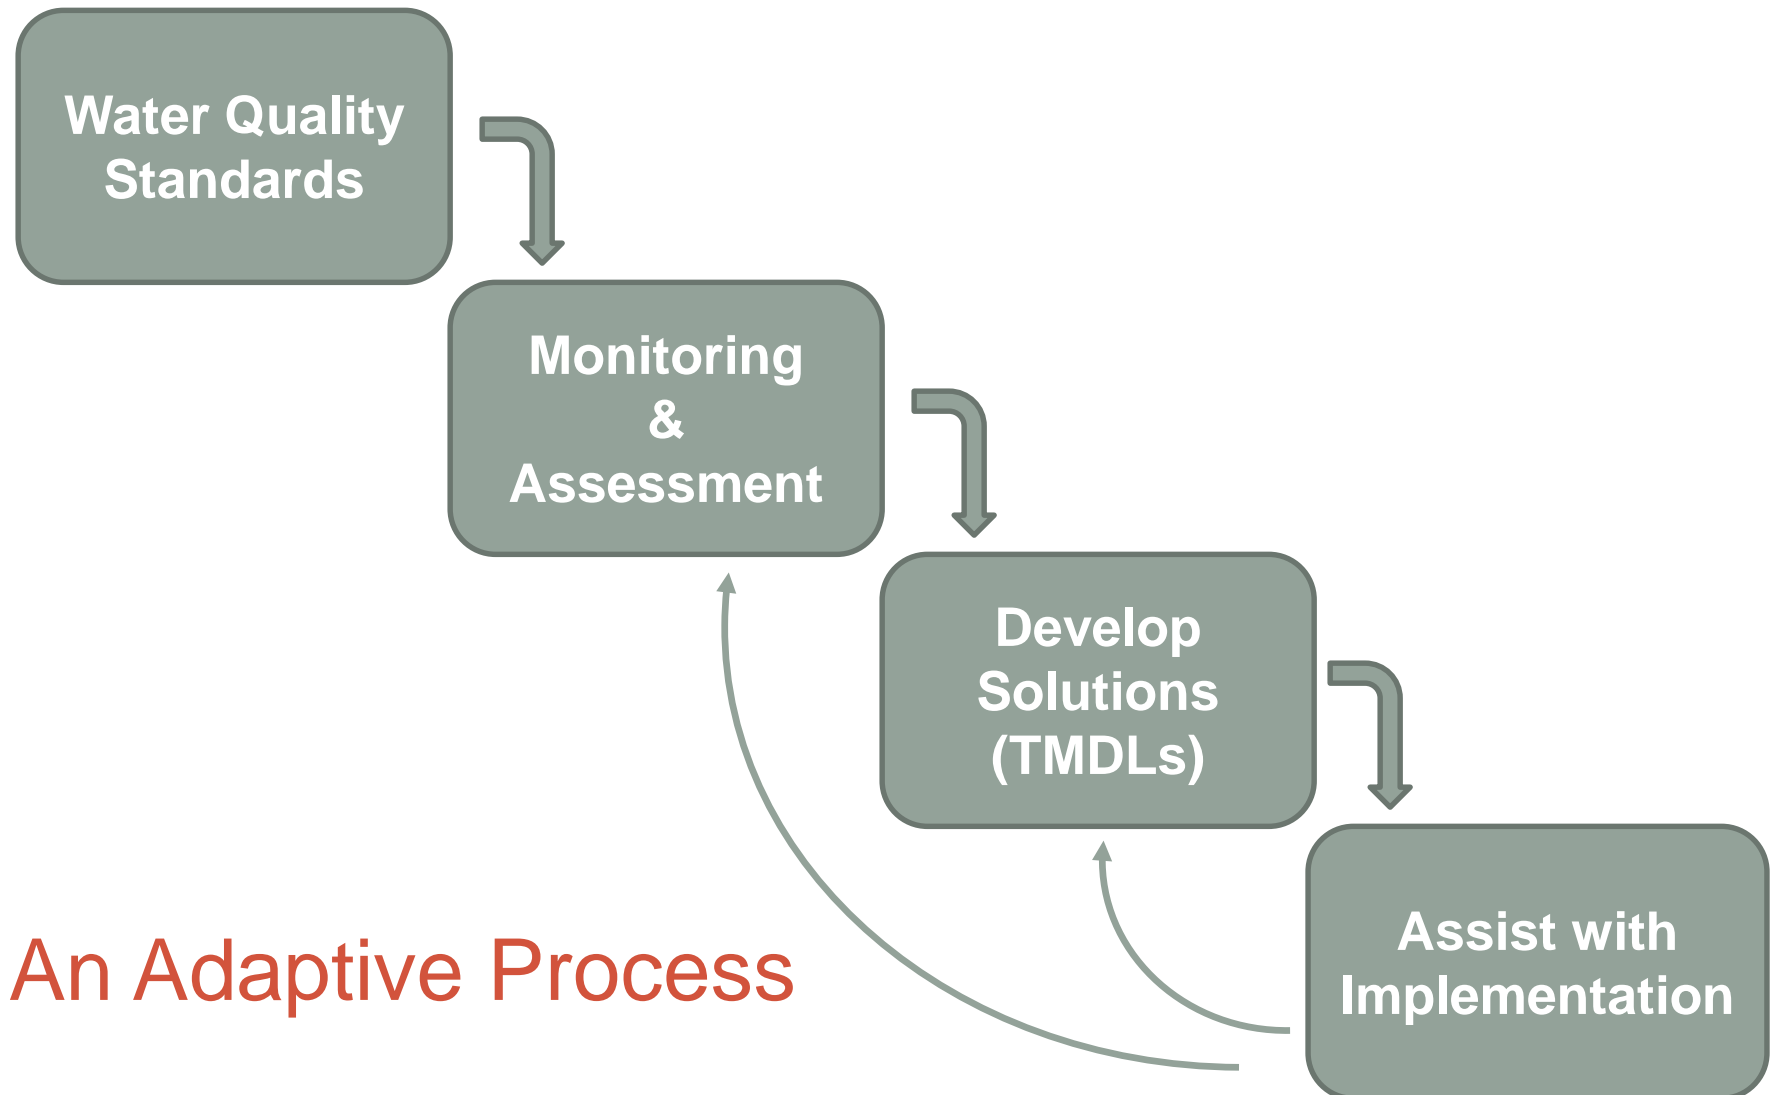 Water Quality
Standards
Monitoring
&
Assessment
Develop
Solutions
(TMDLs)
Assist with
Implementation
An Adaptive Process